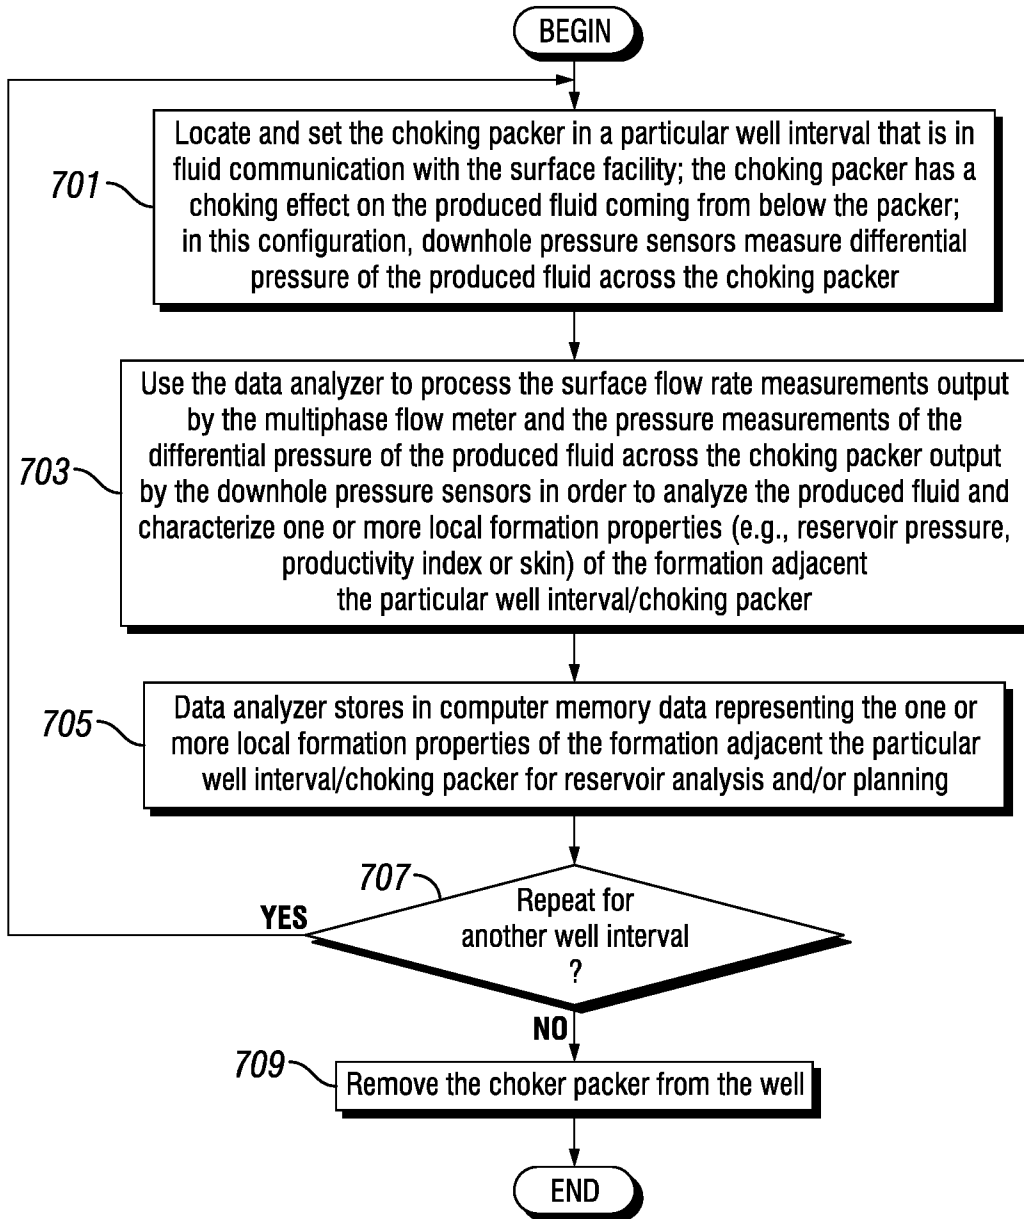 BEGIN
701
Locate and set the choking packer in a particular well interval that is in
fluid communication with the surface facility; the choking packer has a
choking effect on the produced fluid coming from below the packer;
in this configuration, downhole pressure sensors measure differential
pressure of the produced fluid across the choking packer
703
Use the data analyzer to process the surface flow rate measurements output
by the multiphase flow meter and the pressure measurements of the
differential pressure of the produced fluid across the choking packer output
by the downhole pressure sensors in order to analyze the produced fluid and
characterize one or more local formation properties (e.g., reservoir pressure,
productivity index or skin) of the formation adjacent
the particular well interval/choking packer
705
Data analyzer stores in computer memory data representing the one or
more local formation properties of the formation adjacent the particular
well interval/choking packer for reservoir analysis and/or planning
707
Repeat for
another well interval
?
YES
NO
709
Remove the choker packer from the well
END